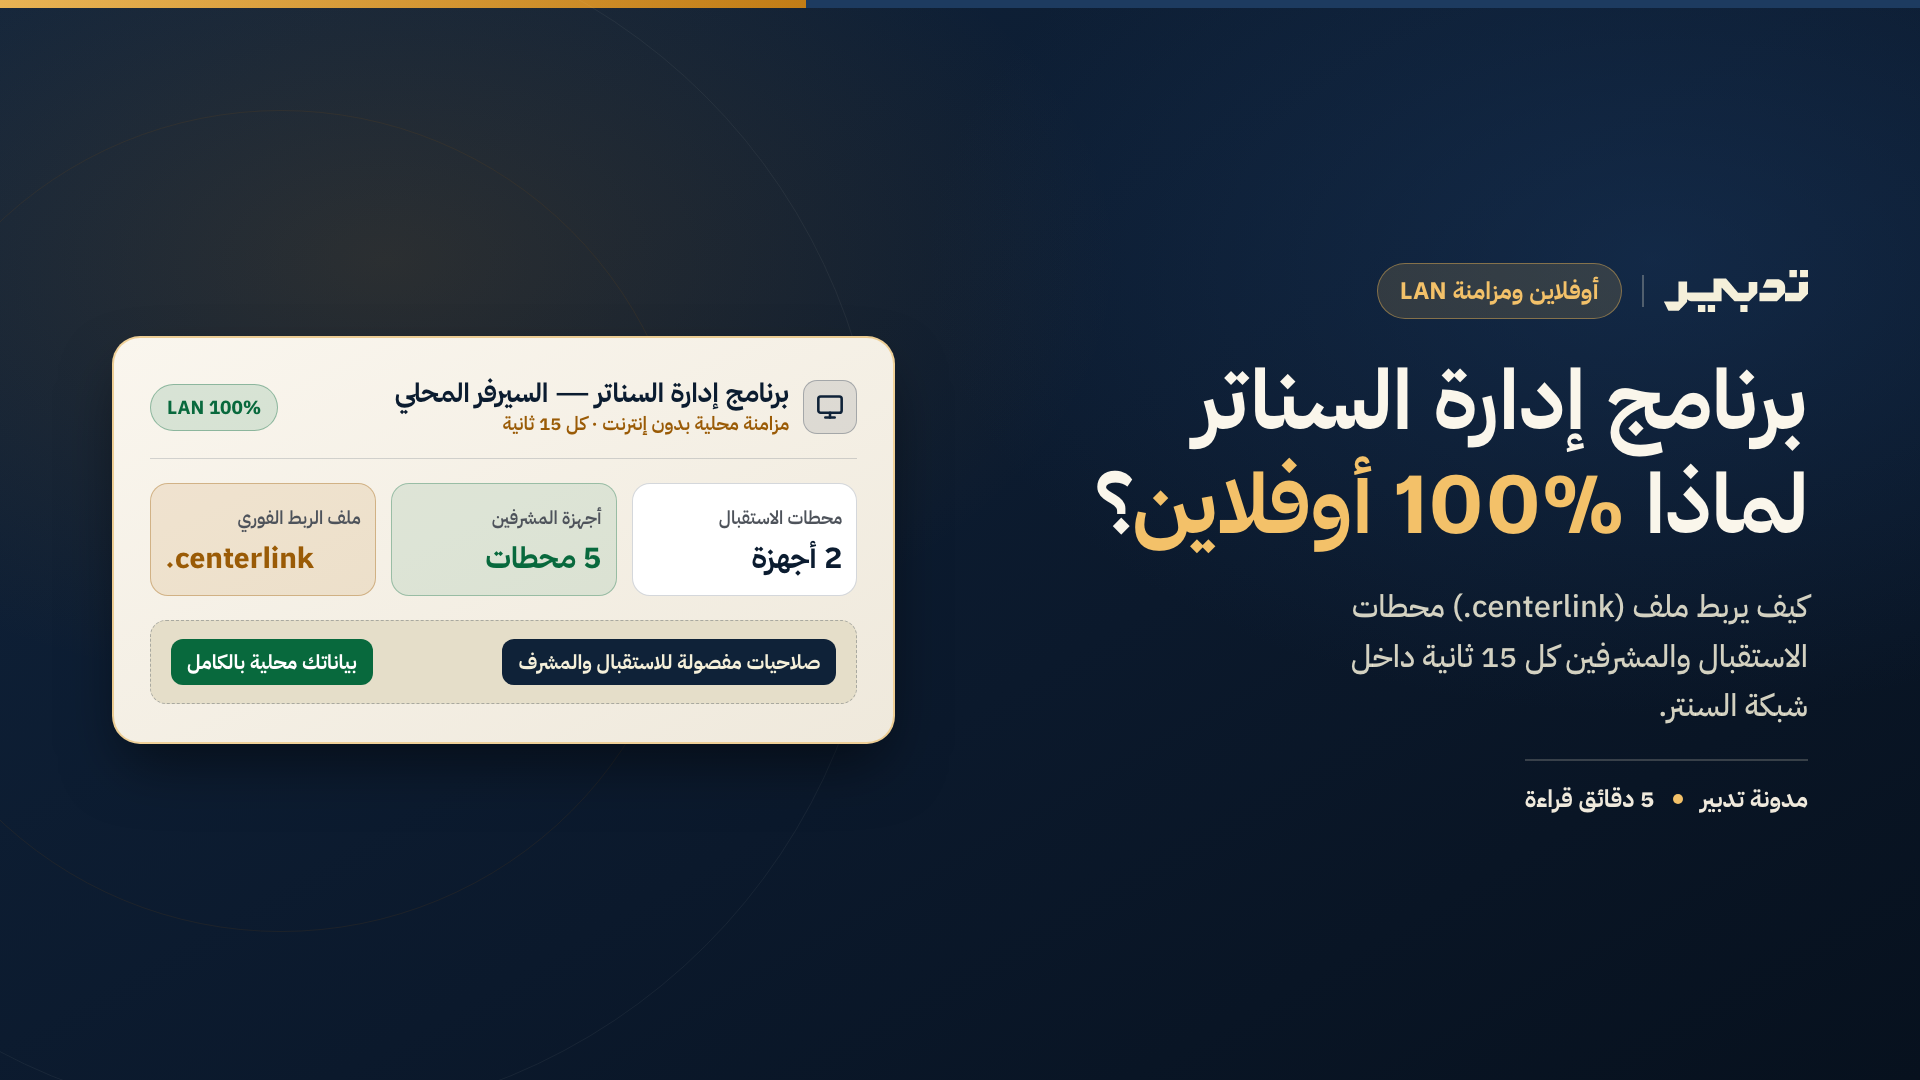 تدبير
أوفلاين ومزامنة LAN
برنامج إدارة السناتر
لماذا 100% أوفلاين؟
كيف يربط ملف (centerlink.) محطات
الاستقبال والمشرفين كل 15 ثانية داخل
شبكة السنتر.
مدونة تدبير • 5 دقائق قراءة
برنامج إدارة السناتر — السيرفر المحلي
مزامنة محلية بدون إنترنت · كل 15 ثانية
LAN 100%
محطات الاستقبال
2 أجهزة
أجهزة المشرفين
5 محطات
ملف الربط الفوري
.centerlink
صلاحيات مفصولة للاستقبال والمشرف
بياناتك محلية بالكامل